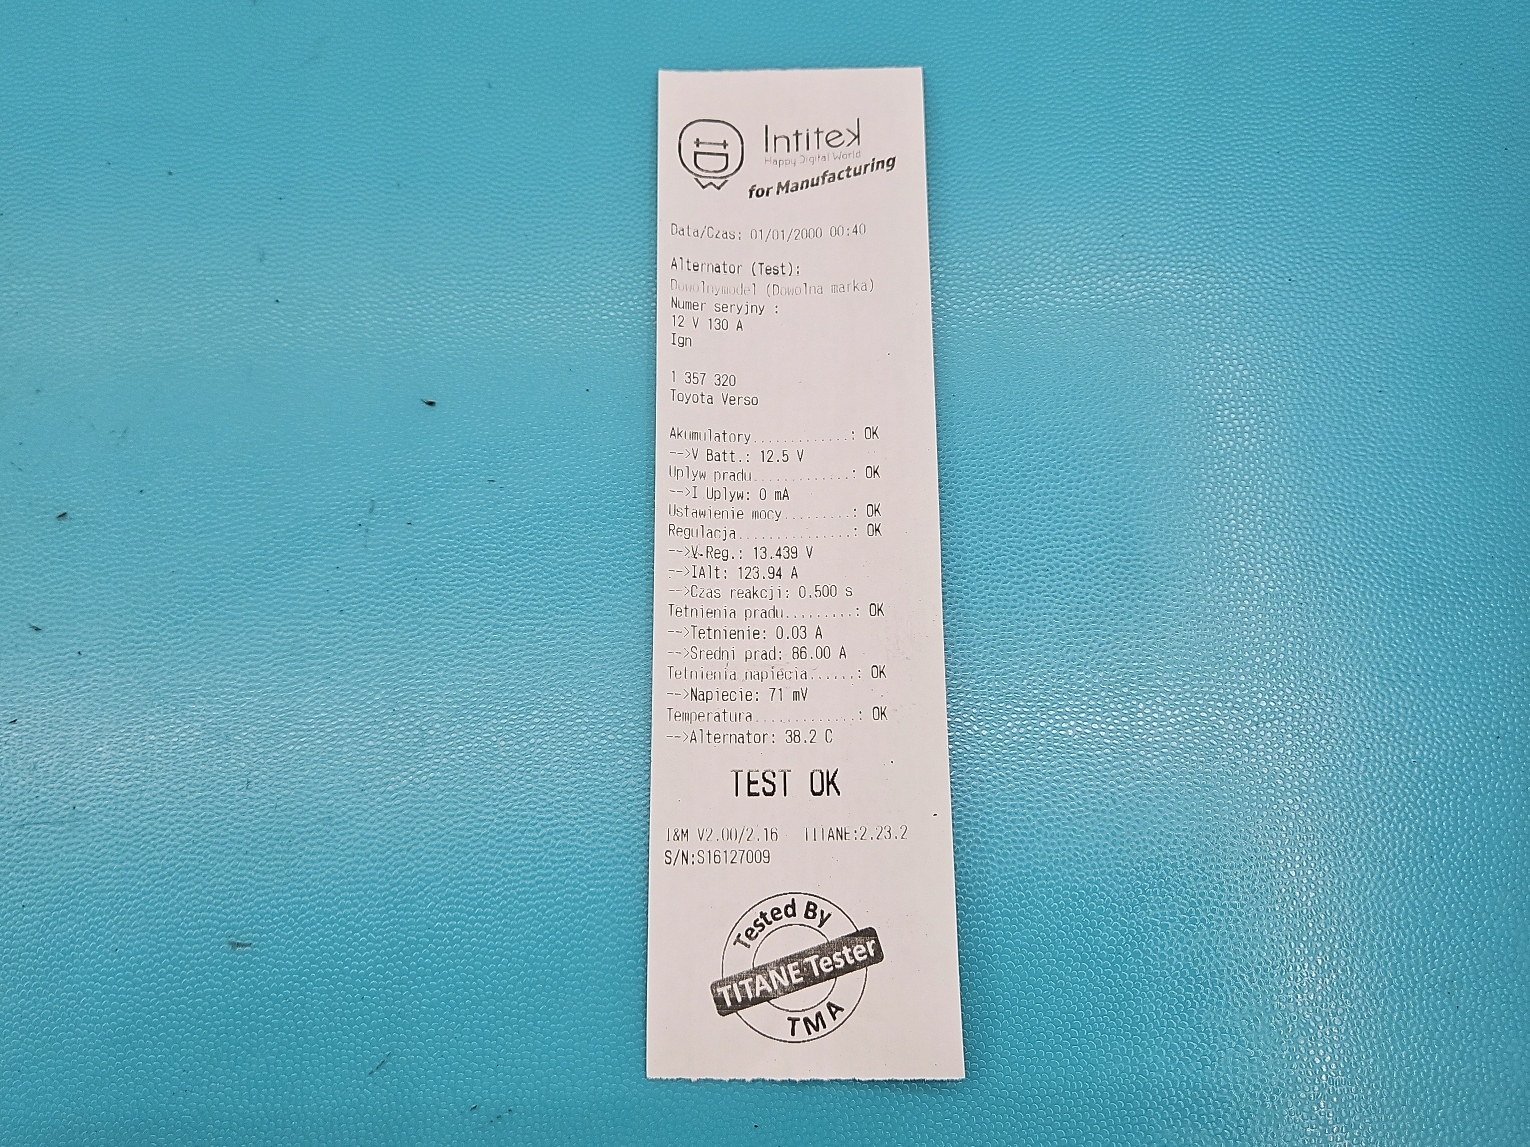 Intitek
Happy Digital World
for Manufacturing
Data/Czas: 01/01/2000 00:40
Alternator (Test):
Dowolnymodel (Dowolna marka)
Numer seryjny :
12 V 130 A
Ign
1 357 320
Toyota Verso
Akumulatory.............: OK
-->V Batt.: 12.5 V
Uplyw pradu.............: OK
-->I Uplyw: 0 mA
Ustawienie mocy.........: OK
Regulacja...............: OK
-->V-Reg.: 13.439 V
-->IAlt: 123.94 A
-->Czas reakcji: 0.500 s
Tetnienia pradu.........: OK
-->Tetnienie: 0.03 A
-->Sredni prad: 86.00 A
Tetnienia napiecia......: OK
-->Napiecie: 71 mV
Temperatura.............: OK
-->Alternator: 38.2 C
TEST OK
I&M V2.00/2.16 TITANE:2.23.2
S/N:S16127009
Tested By
TITANE Tester
TMA